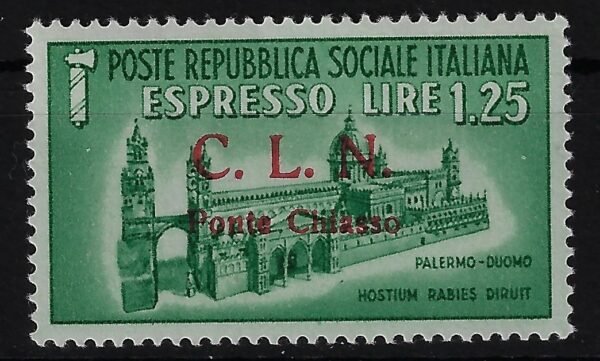 POSTE REPUBBLICA SOCIALE ITALIANA
ESPRESSO LIRE 1.25
C. L. N.
Ponte Chiasso
PALERMO-DUOMO
HOSTIUM RABIES DIRUIT